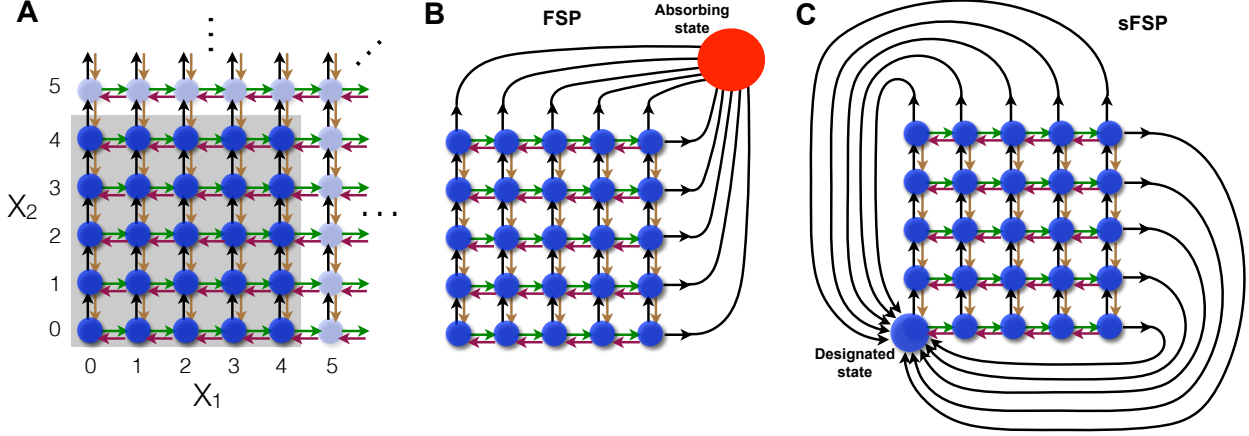 A
5
4
3
2
1
0
X2
0 1 2 3 4 5
X1
B
FSP
Absorbing
state
C
sFSP
Designated
state